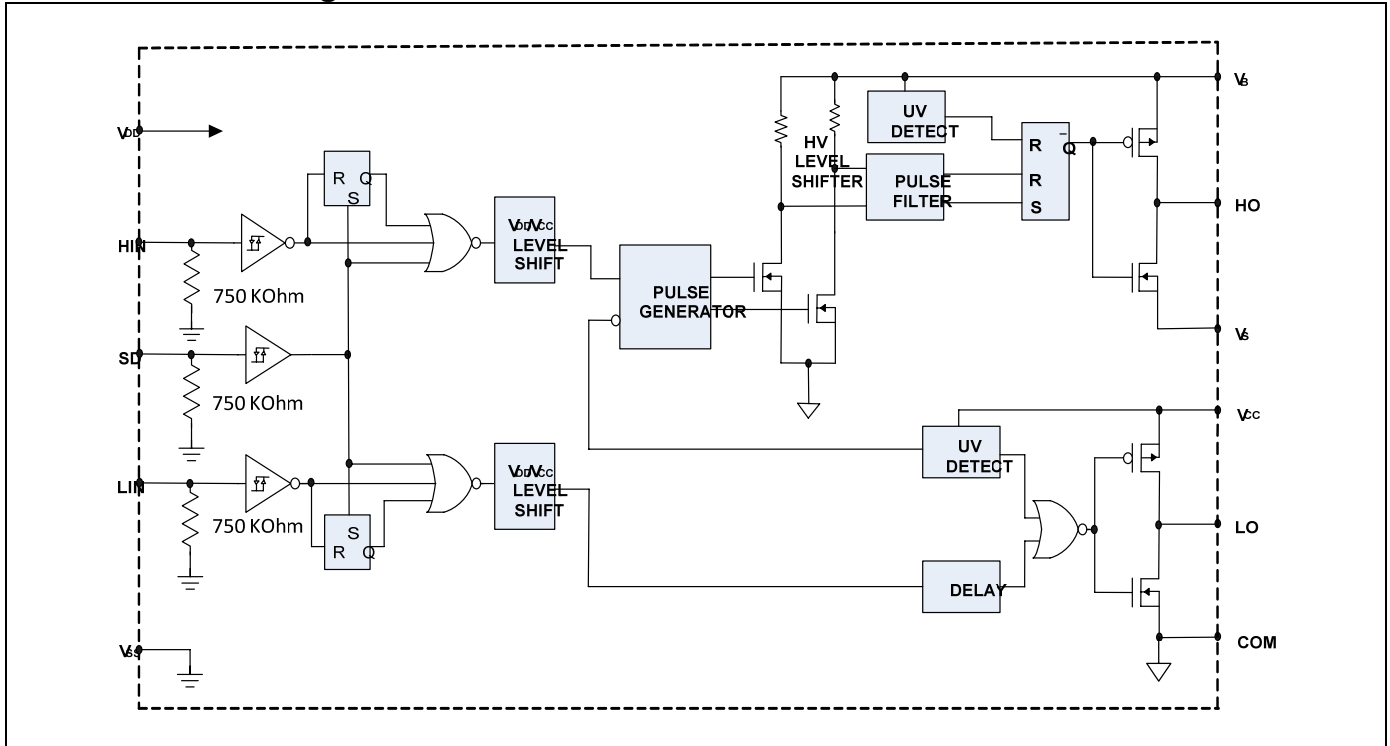 VDD
HIN
SD
LIN
VSS
R Q
S
750 KOhm
750 KOhm
750 KOhm
S
R Q
VDD/VCC
LEVEL
SHIFT
VDD/VCC
LEVEL
SHIFT
PULSE
GENERATOR
HV
LEVEL
SHIFTER
UV
DETECT
PULSE
FILTER
R Q̅
R
S
UV
DETECT
DELAY
VB
HO
VS
VCC
LO
COM